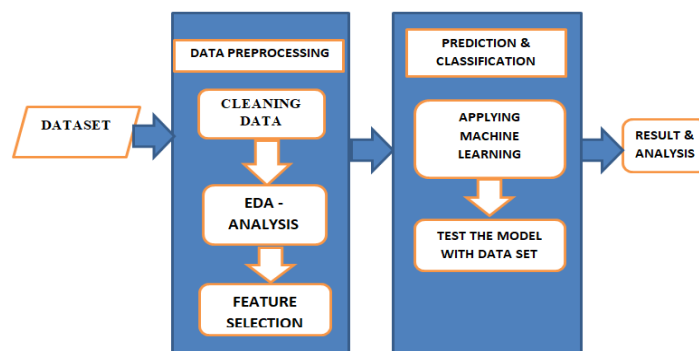 DATASET
DATA PREPROCESSING
CLEANING
DATA
EDA -
ANALYSIS
FEATURE
SELECTION
PREDICTION &
CLASSIFICATION
APPLYING
MACHINE
LEARNING
TEST THE MODEL
WITH DATA SET
RESULT &
ANALYSIS